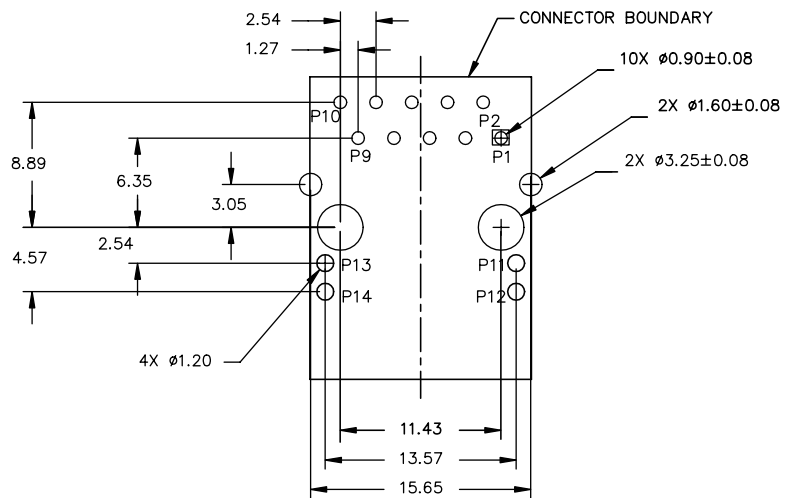 2.54
CONNECTOR BOUNDARY
1.27
10X ø0.90±0.08
P10
P2
2X ø1.60±0.08
P9
P1
8.89
6.35
2X ø3.25±0.08
3.05
2.54
4.57
P13
P11
P14
P12
4X ø1.20
11.43
13.57
15.65